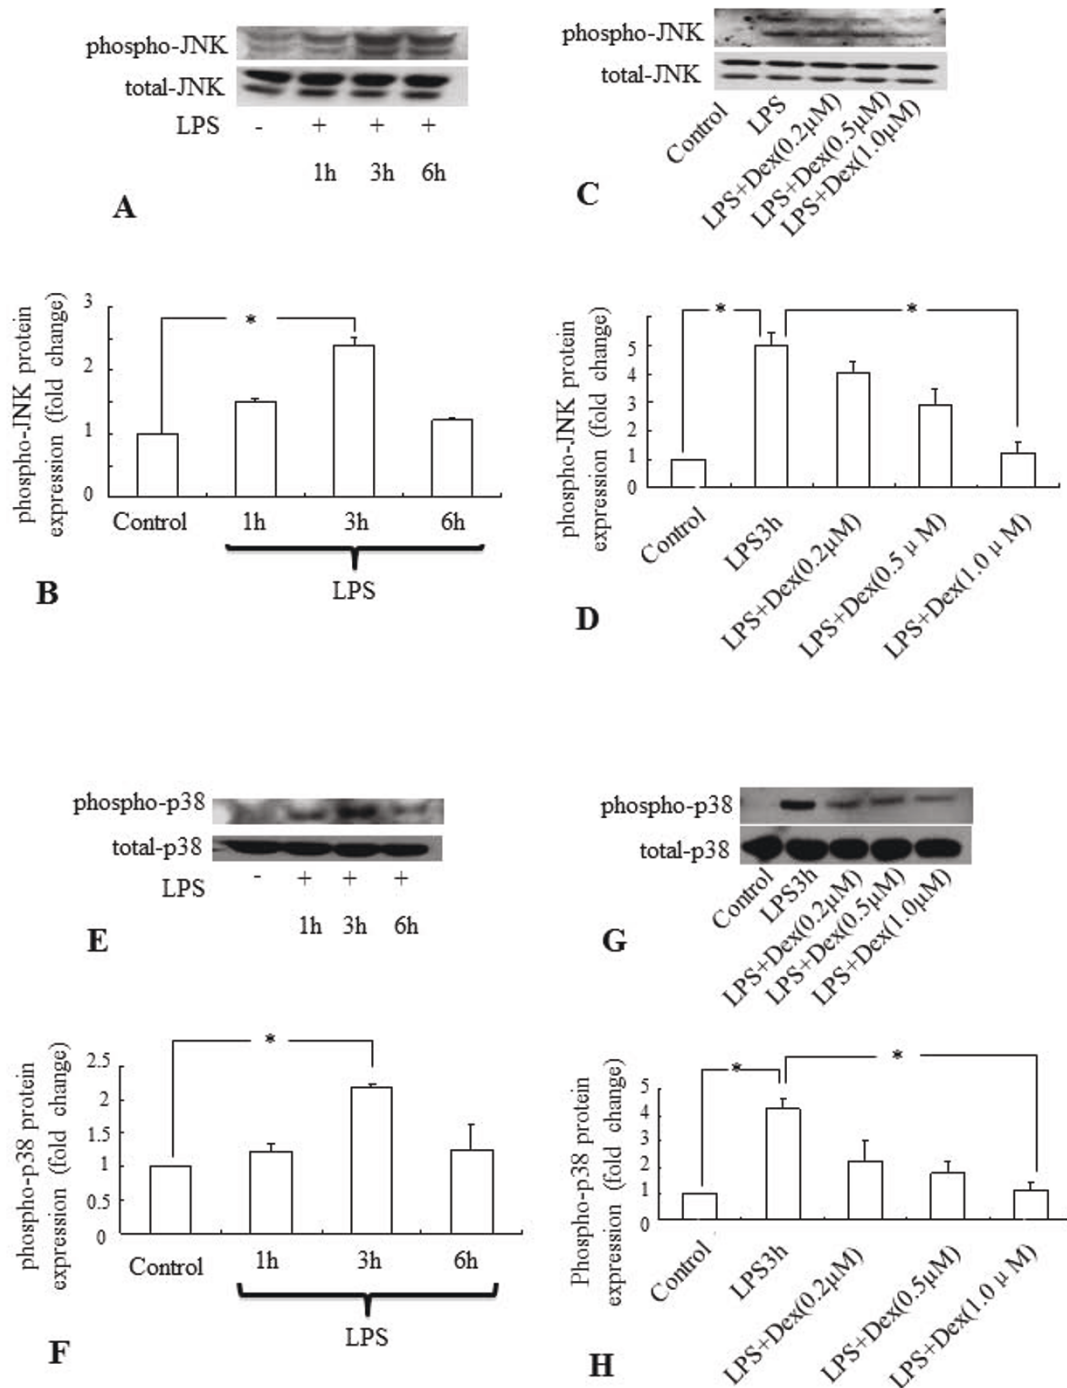 phospho-JNK
total-JNK
LPS - + + +
1h 3h 6h
A
phospho-JNK
total-JNK
Control
LPS
LPS+Dex(0.2μM)
LPS+Dex(0.5μM)
LPS+Dex(1.0μM)
C
phospho-JNK protein
expression (fold change)
3
2
1
0
*
Control 1h 3h 6h
LPS
B
phospho-JNK protein
expression (fold change)
5
4
3
2
1
0
* *
Control
LPS3h
LPS+Dex(0.2μM)
LPS+Dex(0.5 μ M)
LPS+Dex(1.0 μ M)
D
phospho-p38
total-p38
LPS - + + +
1h 3h 6h
E
phospho-p38
total-p38
Control
LPS3h
LPS+Dex(0.2μM)
LPS+Dex(0.5μM)
LPS+Dex(1.0μM)
G
phospho-p38 protein
expression (fold change)
2.5
2
1.5
1
0.5
0
*
Control 1h 3h 6h
LPS
F
Phospho-p38 protein
expression (fold change)
5
4
3
2
1
0
* *
Control
LPS3h
LPS+Dex(0.2μM)
LPS+Dex(0.5μM)
LPS+Dex(1.0 μ M)
H